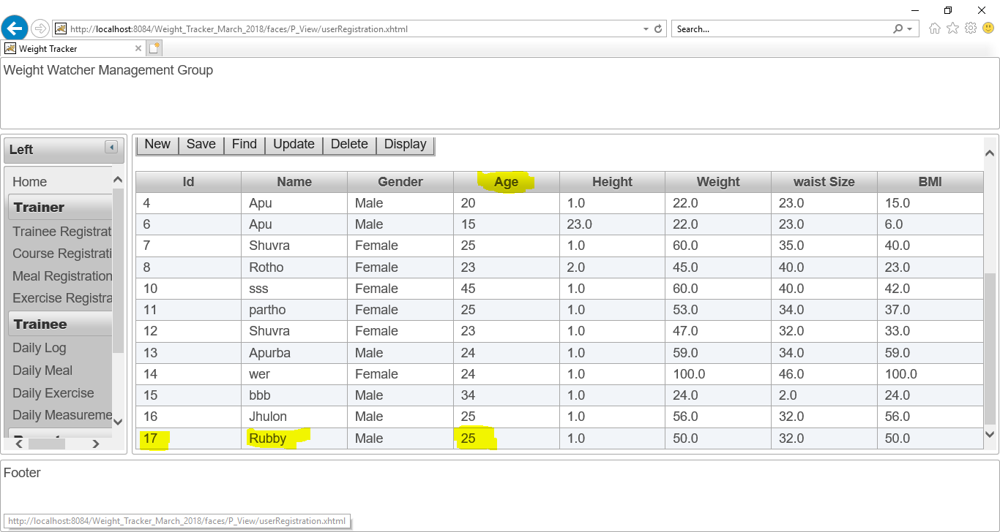 http://localhost:8084/Weight_Tracker_March_2018/faces/P_View/userRegistration.xhtml Search...
Weight Tracker
Weight Watcher Management Group
Left
Home
Trainer
Trainee Registrat
Course Registrati
Meal Registration
Exercise Registra
Trainee
Daily Log
Daily Meal
Daily Exercise
Daily Measureme
New Save Find Update Delete Display
Id Name Gender Age Height Weight waist Size BMI
4 Apu Male 20 1.0 22.0 23.0 15.0
6 Apu Male 15 23.0 22.0 23.0 6.0
7 Shuvra Female 25 1.0 60.0 35.0 40.0
8 Rotho Female 23 2.0 45.0 40.0 23.0
10 sss Female 45 1.0 60.0 40.0 42.0
11 partho Female 25 1.0 53.0 34.0 37.0
12 Shuvra Female 23 1.0 47.0 32.0 33.0
13 Apurba Male 24 1.0 59.0 34.0 59.0
14 wer Female 24 1.0 100.0 46.0 100.0
15 bbb Male 34 1.0 24.0 2.0 24.0
16 Jhulon Male 25 1.0 56.0 32.0 56.0
17 Rubby Male 25 1.0 50.0 32.0 50.0
Footer
http://localhost:8084/Weight_Tracker_March_2018/faces/P_View/userRegistration.xhtml